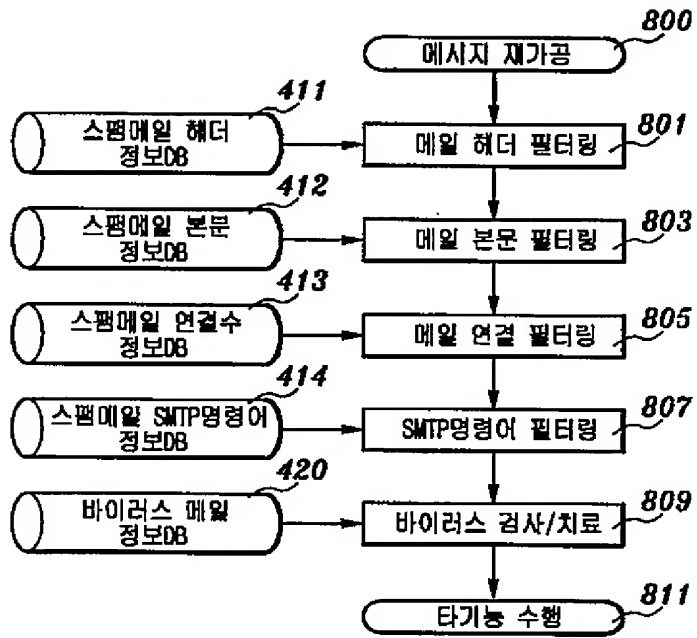 800
메시지 재가공
411
스팸메일 헤더
정보DB
메일 헤더 필터링
801
412
스팸메일 본문
정보DB
메일 본문 필터링
803
413
스팸메일 연결수
정보DB
메일 연결 필터링
805
414
스팸메일 SMTP명령어
정보DB
SMTP명령어 필터링
807
420
바이러스 메일
정보DB
바이러스 검사/치료
809
타기능 수행
811